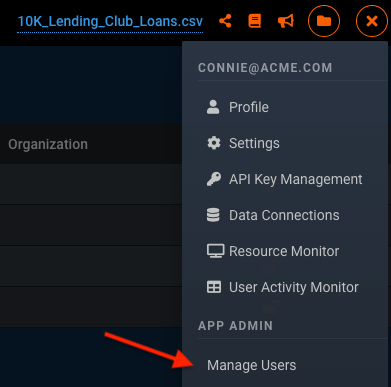 10K_Lending_Club_Loans.csv
CONNIE@ACME.COM
Profile
Organization
Settings
API Key Management
Data Connections
Resource Monitor
User Activity Monitor
APP ADMIN
Manage Users